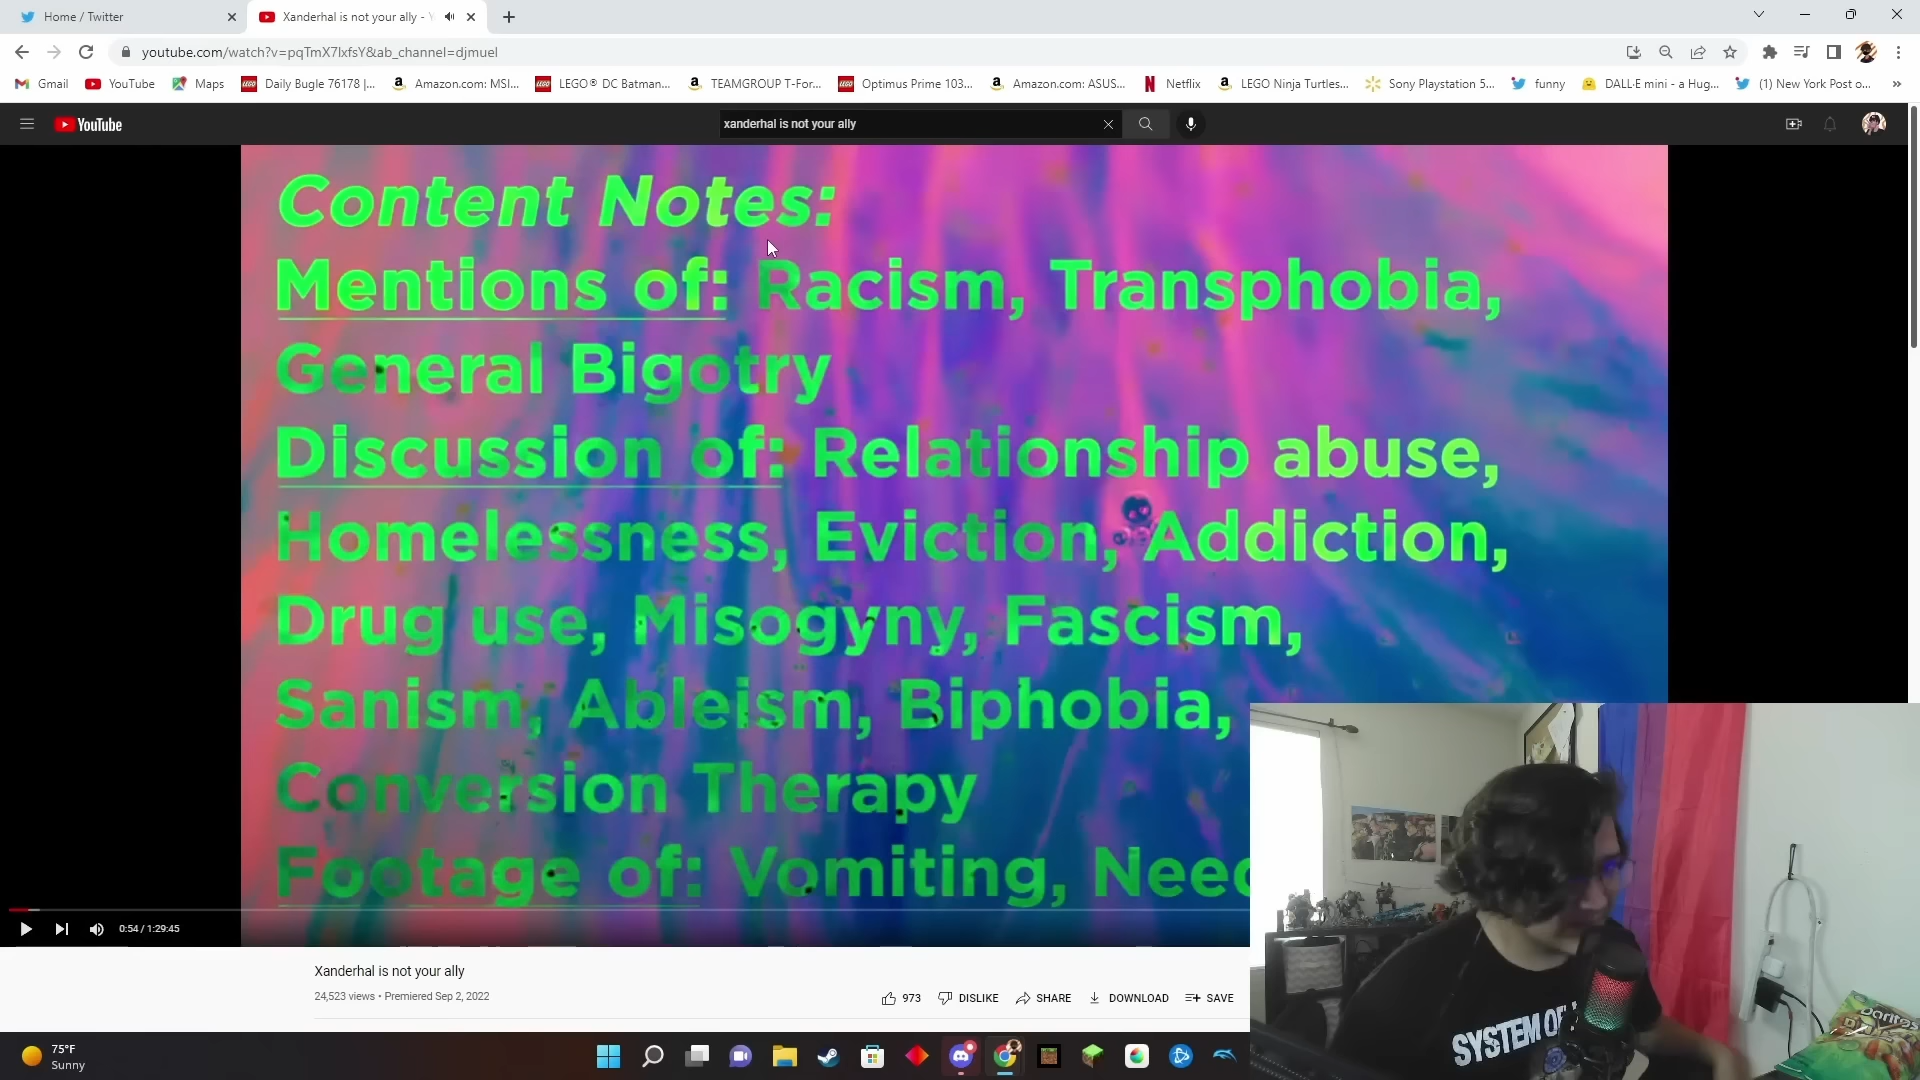 Home / Twitter
Xanderhal is not your ally -
youtube.com/watch?v=pqTmX7lxfsY&ab_channel=djmuel
Gmail
YouTube
Maps
Daily Bugle 76178 |...
Amazon.com: MSI...
LEGO® DC Batman...
TEAMGROUP T-For...
Optimus Prime 103...
Amazon.com: ASUS...
Netflix
LEGO Ninja Turtles...
Sony Playstation 5...
funny
DALL·E mini - a Hug...
(1) New York Post o...
YouTube
xanderhal is not your ally
Content Notes:
Mentions of: Racism, Transphobia,
General Bigotry
Discussion of: Relationship abuse,
Homelessness, Eviction, Addiction,
Drug use, Misogyny, Fascism,
Sanism, Ableism, Biphobia,
Conversion Therapy
Footage of: Vomiting,
0:54 / 1:29:45
Xanderhal is not your ally
24,523 views • Premiered Sep 2, 2022
973
DISLIKE
SHARE
DOWNLOAD
SAVE
SYSTEM OF
Doritos
75°F
Sunny